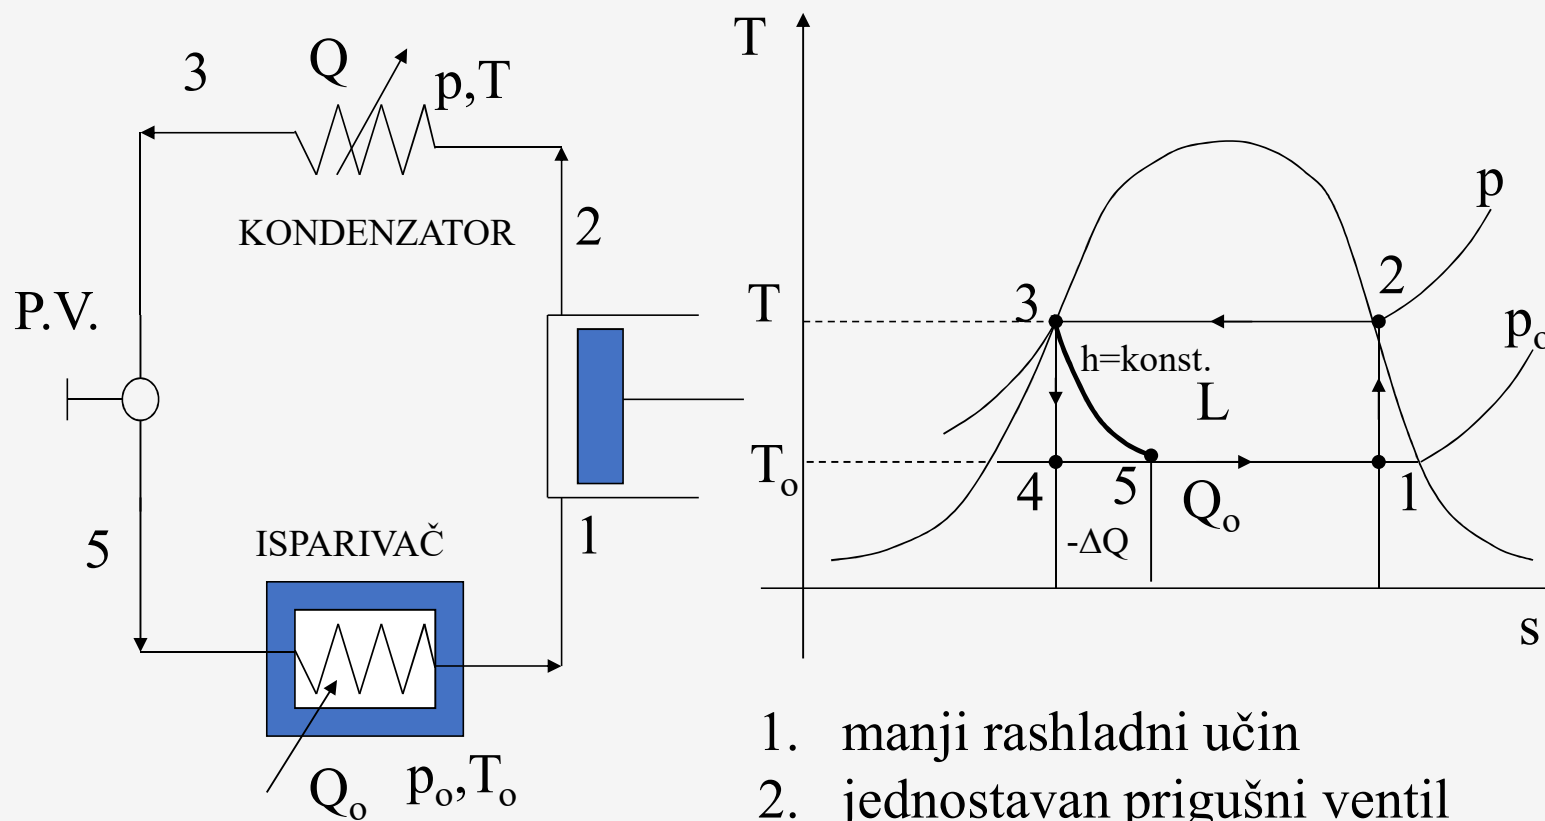 3
Q
p,T
KONDENZATOR
2
P.V.
5
ISPARIVAČ
1
Qo
po,To
T
p
T
3
2
po
h=konst.
L
To
4
5
Qo
1
-ΔQ
s
1. manji rashladni učin
2. jednostavan prigušni ventil